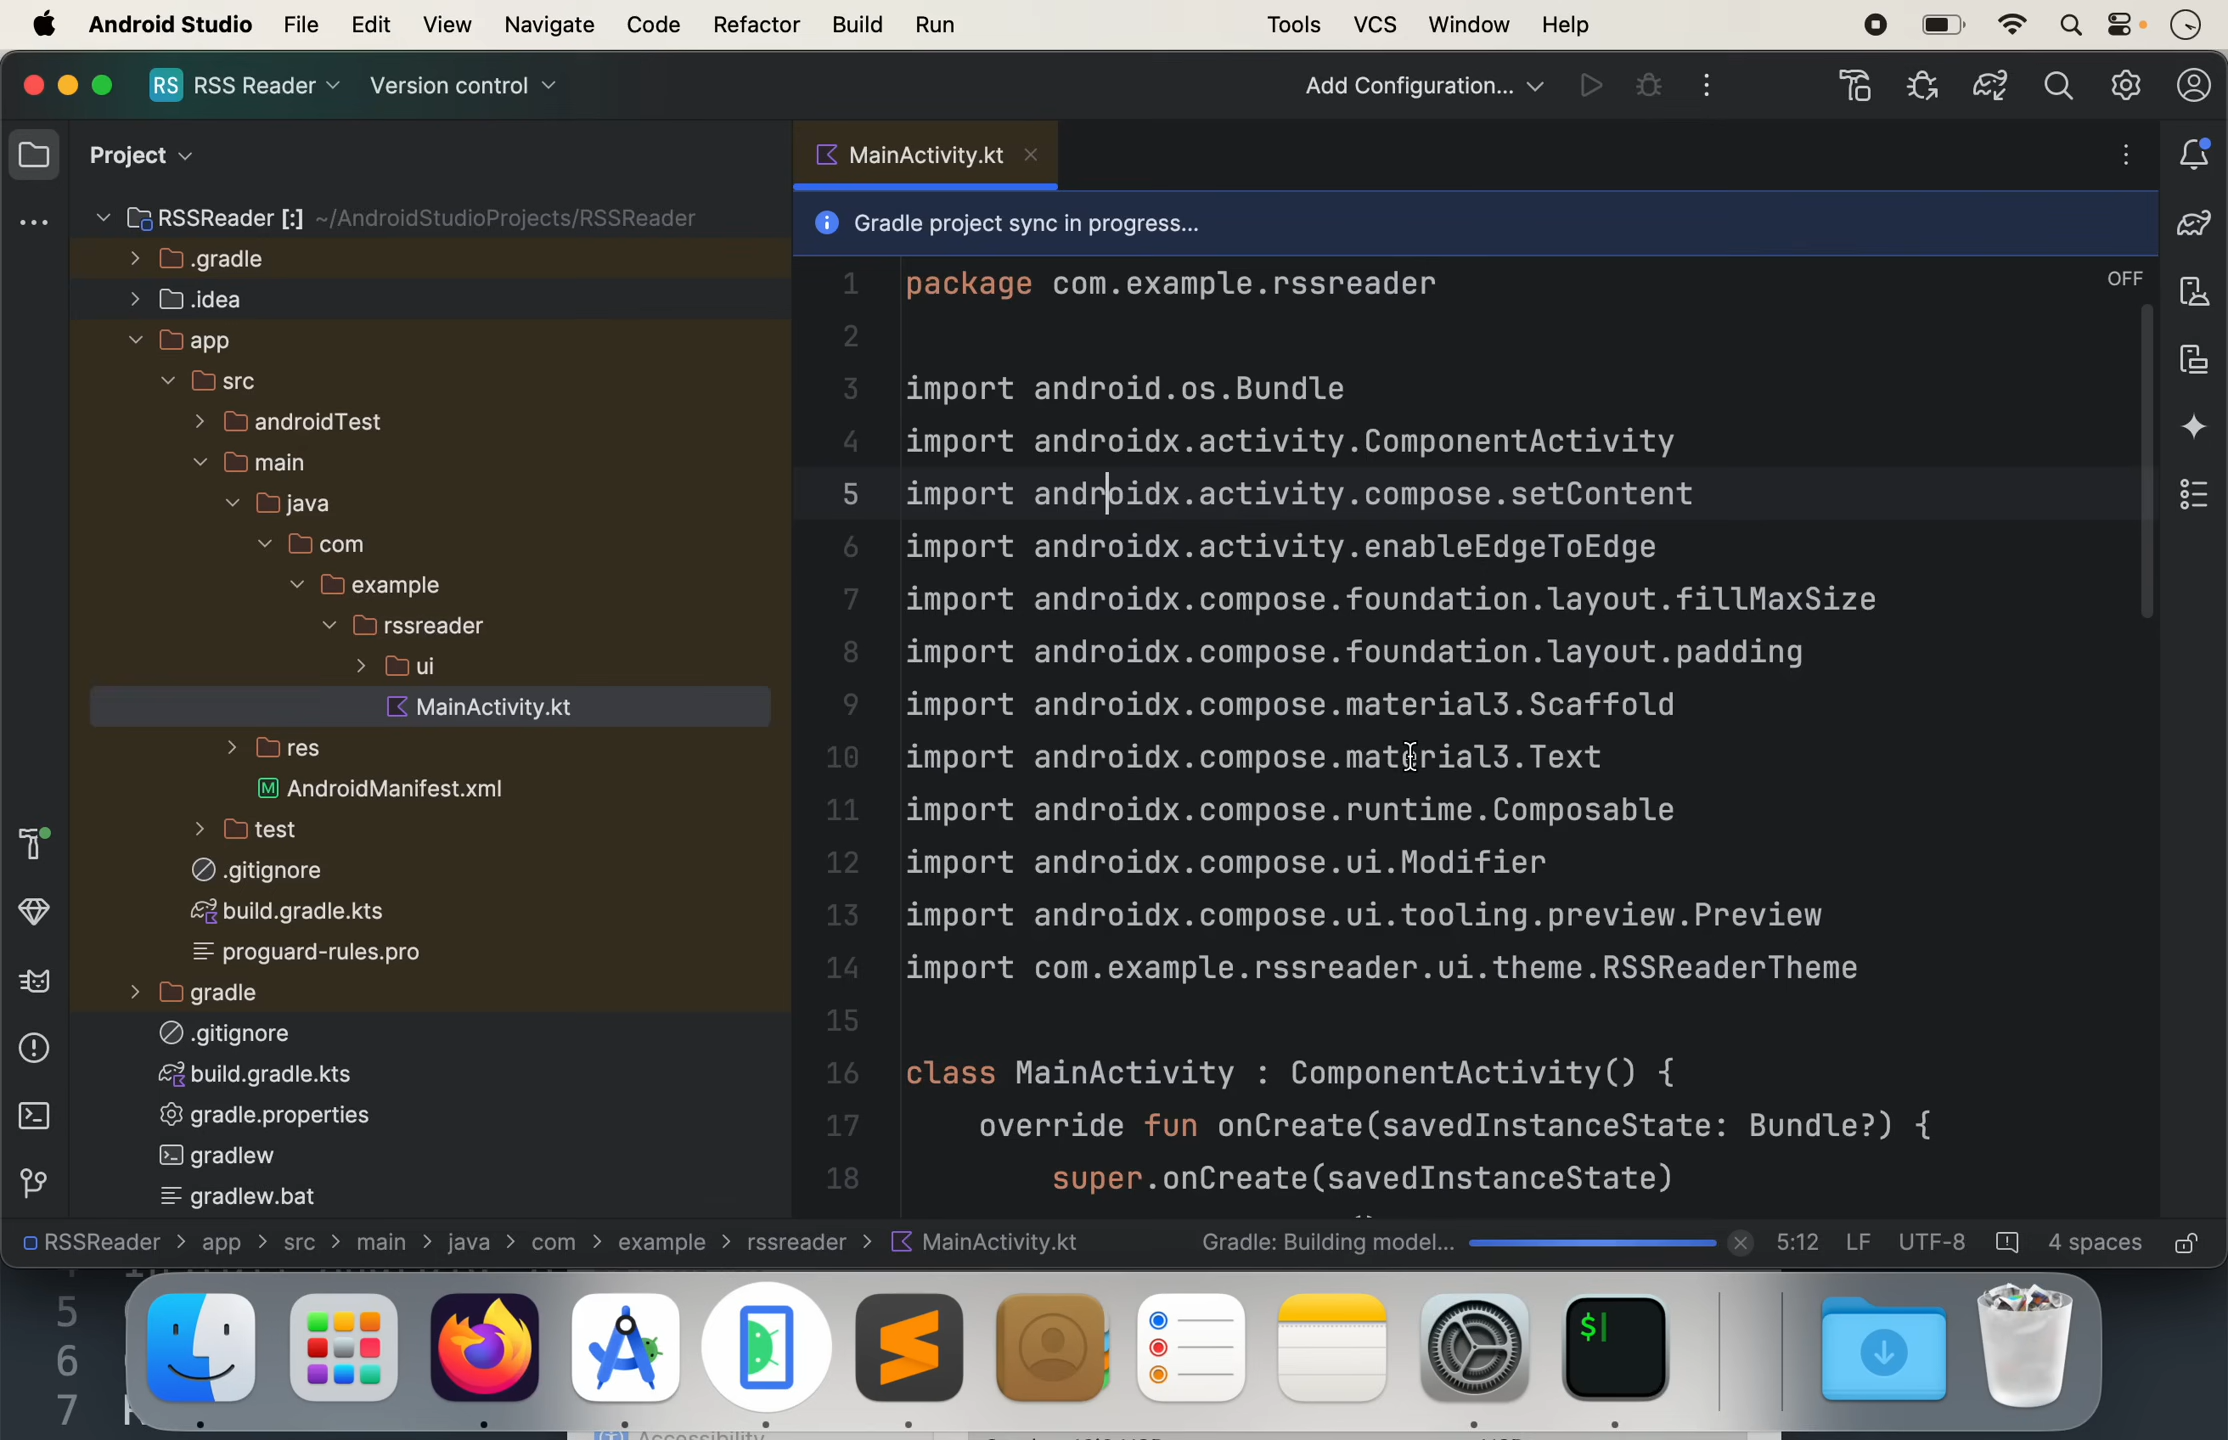 Android Studio File Edit View Navigate Code Refactor Build Run Tools VCS Window Help
RS RSS Reader Version control Add Configuration...
Project
MainActivity.kt
RSSReader [:] ~/AndroidStudioProjects/RSSReader
.gradle
.idea
app
src
androidTest
main
java
com
example
rssreader
ui
MainActivity.kt
res
AndroidManifest.xml
test
.gitignore
build.gradle.kts
proguard-rules.pro
gradle
.gitignore
build.gradle.kts
gradle.properties
gradlew
gradlew.bat
Gradle project sync in progress...
OFF
1 package com.example.rssreader
2
3 import android.os.Bundle
4 import androidx.activity.ComponentActivity
5 import androidx.activity.compose.setContent
6 import androidx.activity.enableEdgeToEdge
7 import androidx.compose.foundation.layout.fillMaxSize
8 import androidx.compose.foundation.layout.padding
9 import androidx.compose.material3.Scaffold
10 import androidx.compose.material3.Text
11 import androidx.compose.runtime.Composable
12 import androidx.compose.ui.Modifier
13 import androidx.compose.ui.tooling.preview.Preview
14 import com.example.rssreader.ui.theme.RSSReaderTheme
15
16 class MainActivity : ComponentActivity() {
17 override fun onCreate(savedInstanceState: Bundle?) {
18 super.onCreate(savedInstanceState)
RSSReader > app > src > main > java > com > example > rssreader > MainActivity.kt Gradle: Building model... 5:12 LF UTF-8 4 spaces
5
6
7
$
Accessibility